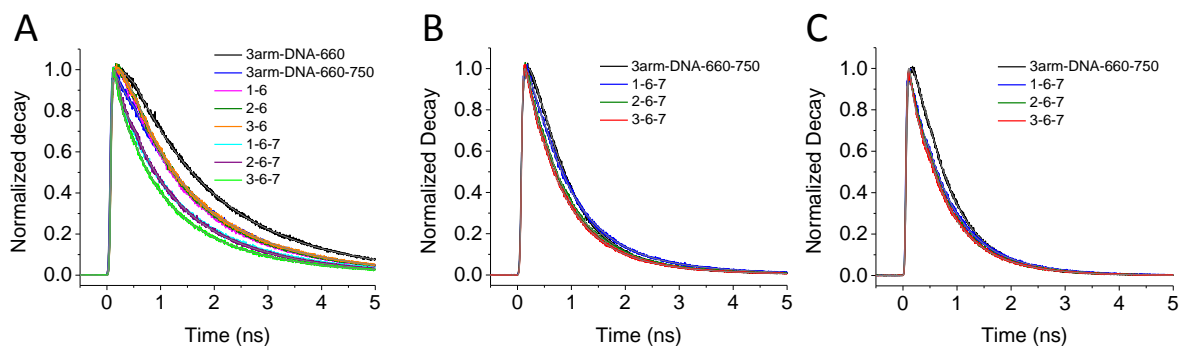 A
Normalized decay
1.0
0.8
0.6
0.4
0.2
0.0
3arm-DNA-660
3arm-DNA-660-750
1-6
2-6
3-6
1-6-7
2-6-7
3-6-7
0 1 2 3 4 5
Time (ns)
B
Normalized Decay
1.0
0.8
0.6
0.4
0.2
0.0
3arm-DNA-660-750
1-6-7
2-6-7
3-6-7
0 1 2 3 4 5
Time (ns)
C
Normalized Decay
1.0
0.8
0.6
0.4
0.2
0.0
3arm-DNA-660-750
1-6-7
2-6-7
3-6-7
0 1 2 3 4 5
Time (ns)